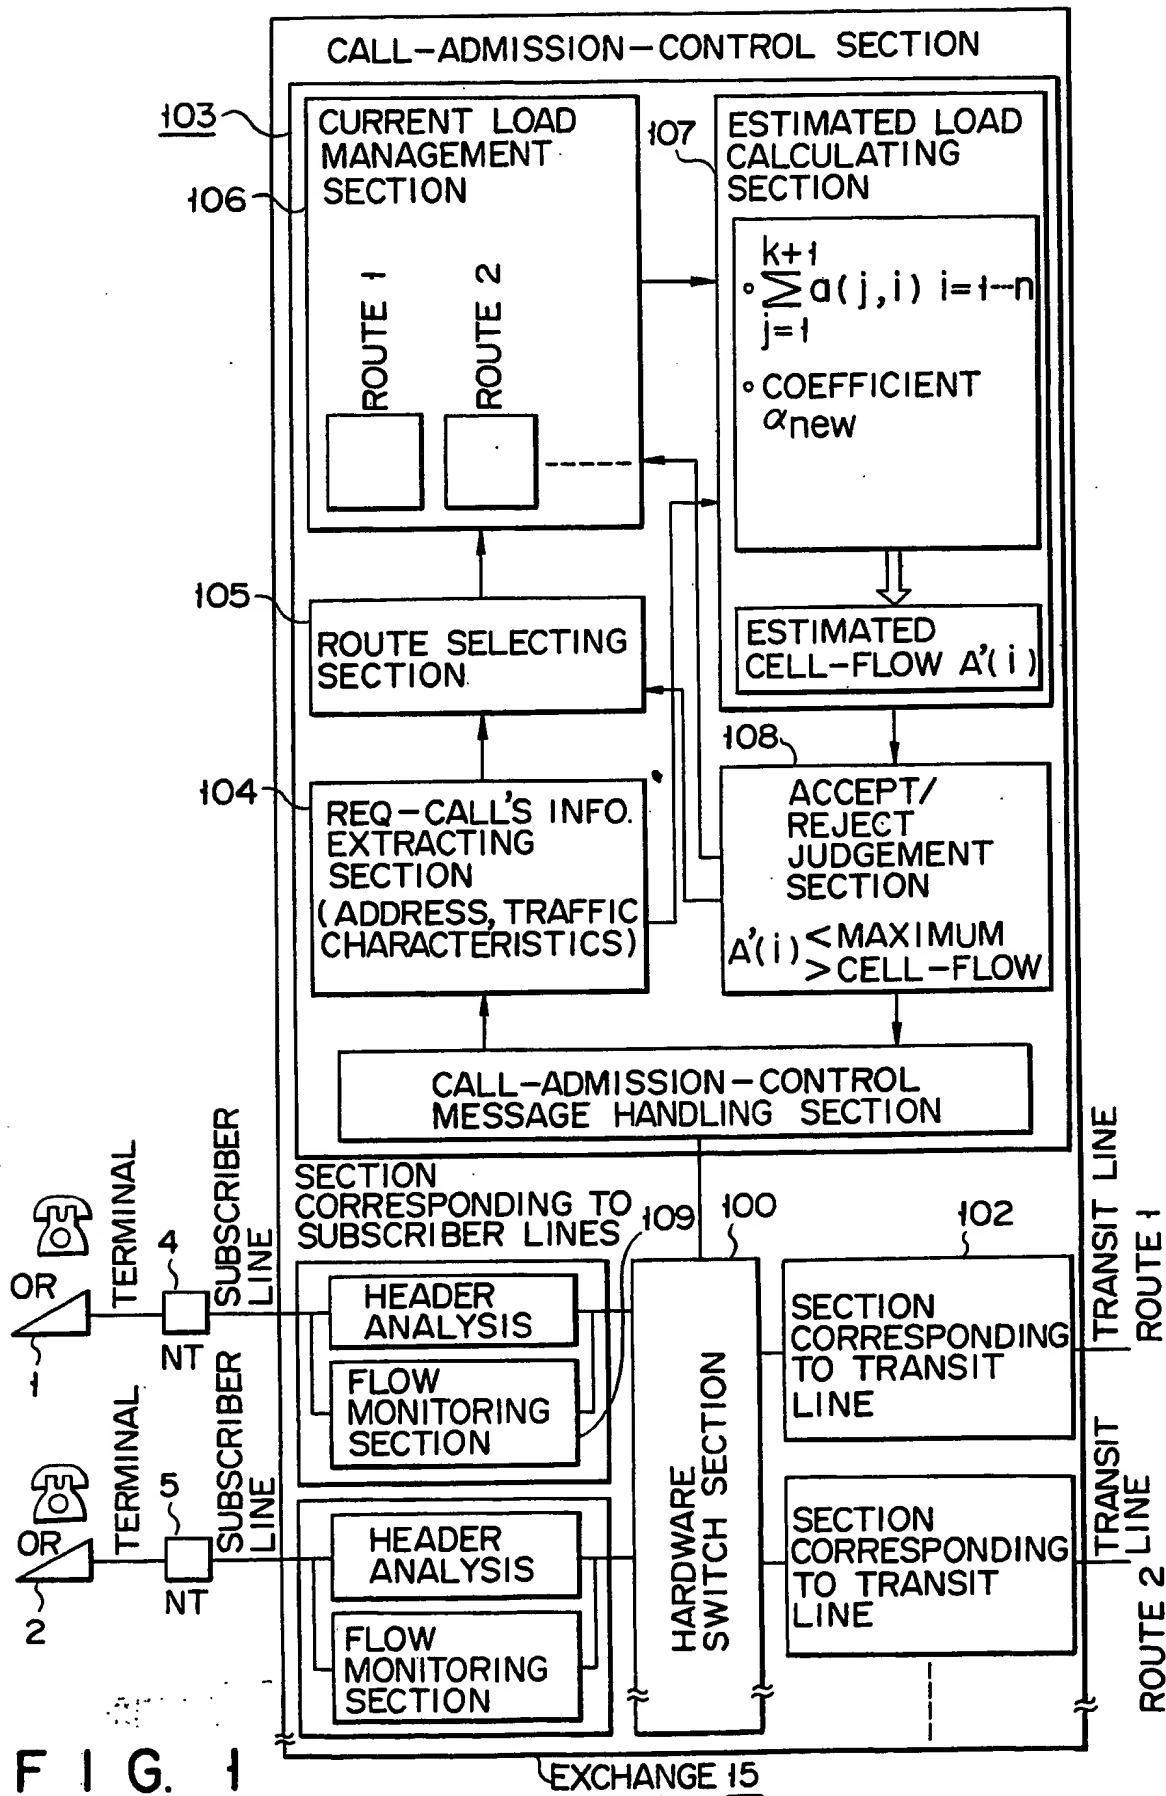 CALL-ADMISSION-CONTROL SECTION
103
CURRENT LOAD
MANAGEMENT
SECTION
106
ROUTE 1
ROUTE 2
107
ESTIMATED LOAD
CALCULATING
SECTION
k+1
∘ Σ a(j,i) i=1---n
j=1
∘ COEFFICIENT
αnew
ESTIMATED
CELL-FLOW A'(i)
105
ROUTE SELECTING
SECTION
104
REQ-CALL'S INFO.
EXTRACTING
SECTION
(ADDRESS, TRAFFIC
CHARACTERISTICS)
108
ACCEPT/
REJECT
JUDGEMENT
SECTION
A'(i) < MAXIMUM
> CELL-FLOW
CALL-ADMISSION-CONTROL
MESSAGE HANDLING SECTION
SECTION
CORRESPONDING TO
SUBSCRIBER LINES
109
100
102
OR
1
TERMINAL
4
NT
SUBSCRIBER
LINE
HEADER
ANALYSIS
FLOW
MONITORING
SECTION
HARDWARE
SWITCH SECTION
SECTION
CORRESPONDING
TO TRANSIT
LINE
TRANSIT LINE
ROUTE 1
OR
2
TERMINAL
5
NT
SUBSCRIBER
LINE
HEADER
ANALYSIS
FLOW
MONITORING
SECTION
SECTION
CORRESPONDING
TO TRANSIT
LINE
TRANSIT
LINE
ROUTE 2
EXCHANGE 15
FIG. 1